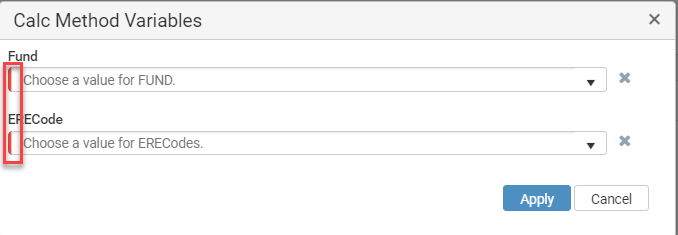 Calc Method Variables
Fund
Choose a value for FUND.
ERECode
Choose a value for ERECodes.
Apply Cancel